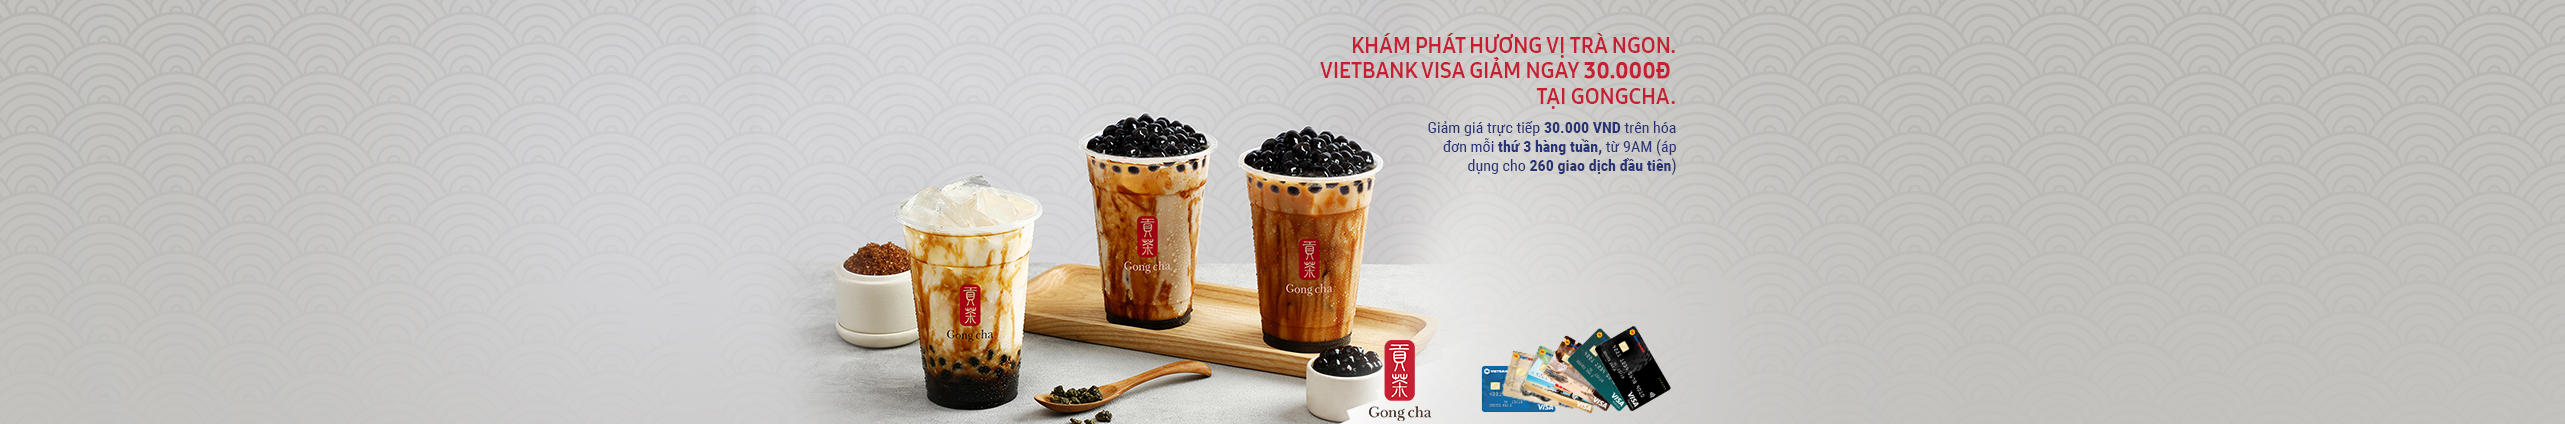 KHÁM PHÁT HƯƠNG VỊ TRÀ NGON.
VIETBANK VISA GIẢM NGAY 30.000Đ
TẠI GONGCHA.
Giảm giá trực tiếp 30.000 VND trên hóa
đơn mỗi thứ 3 hàng tuần, từ 9AM (áp
dụng cho 260 giao dịch đầu tiên)
貢茶
Gong cha
貢茶
Gong cha
貢茶
Gong cha
貢茶
Gong cha
VISA
VISA
VISA
VISA
VISA